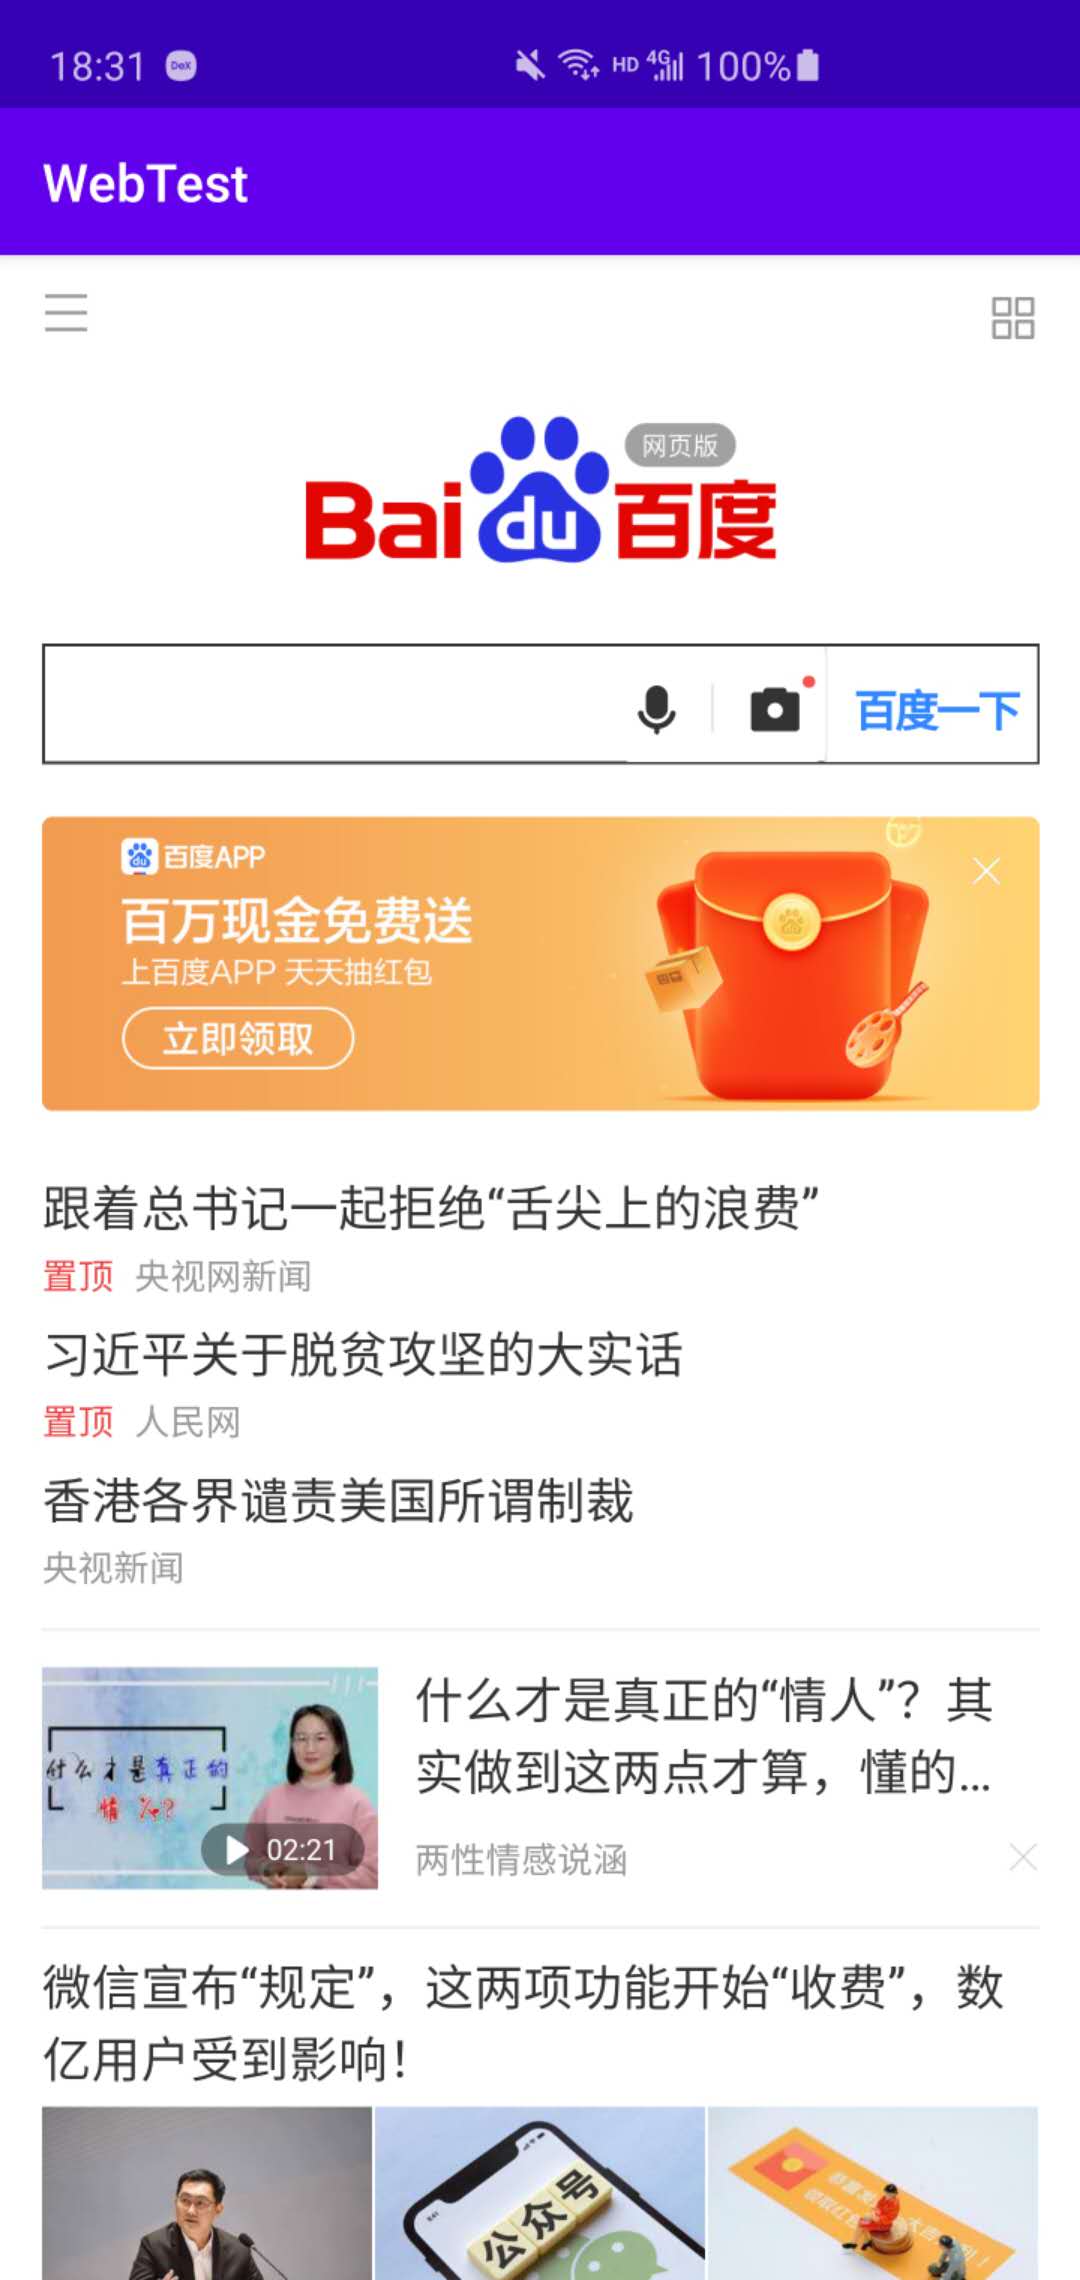 18:31 DeX HD 4G 100%
WebTest
网页版
Bai du 百度
百度一下
du 百度APP
百万现金免费送
上百度APP 天天抽红包
立即领取
跟着总书记一起拒绝“舌尖上的浪费”
置顶 央视网新闻
习近平关于脱贫攻坚的大实话
置顶 人民网
香港各界谴责美国所谓制裁
央视新闻
什么才是真正的
情人?
02:21
什么才是真正的“情人”？其
实做到这两点才算，懂的...
两性情感说涵
微信宣布“规定”，这两项功能开始“收费”，数
亿用户受到影响！
公众号